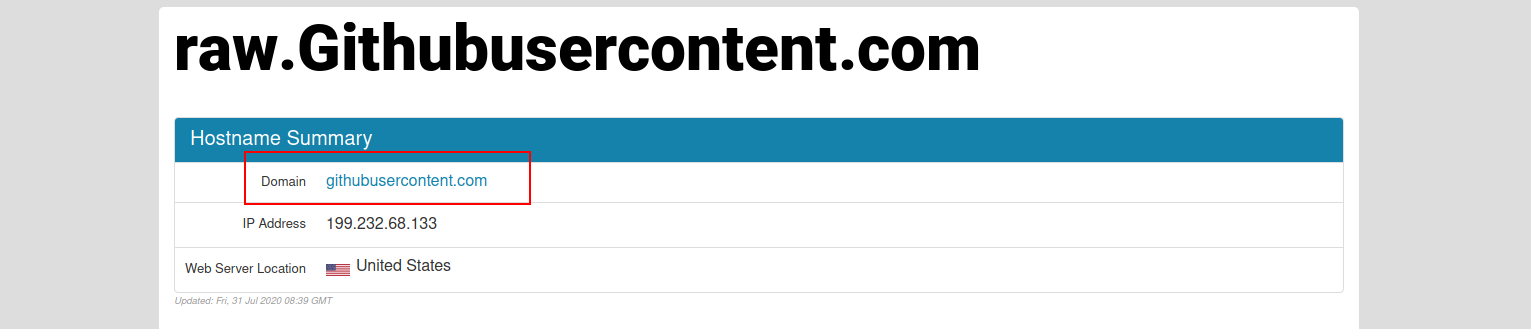 raw.Githubusercontent.com
Hostname Summary
Domain githubusercontent.com
IP Address 199.232.68.133
Web Server Location United States
Updated: Fri, 31 Jul 2020 08:39 GMT